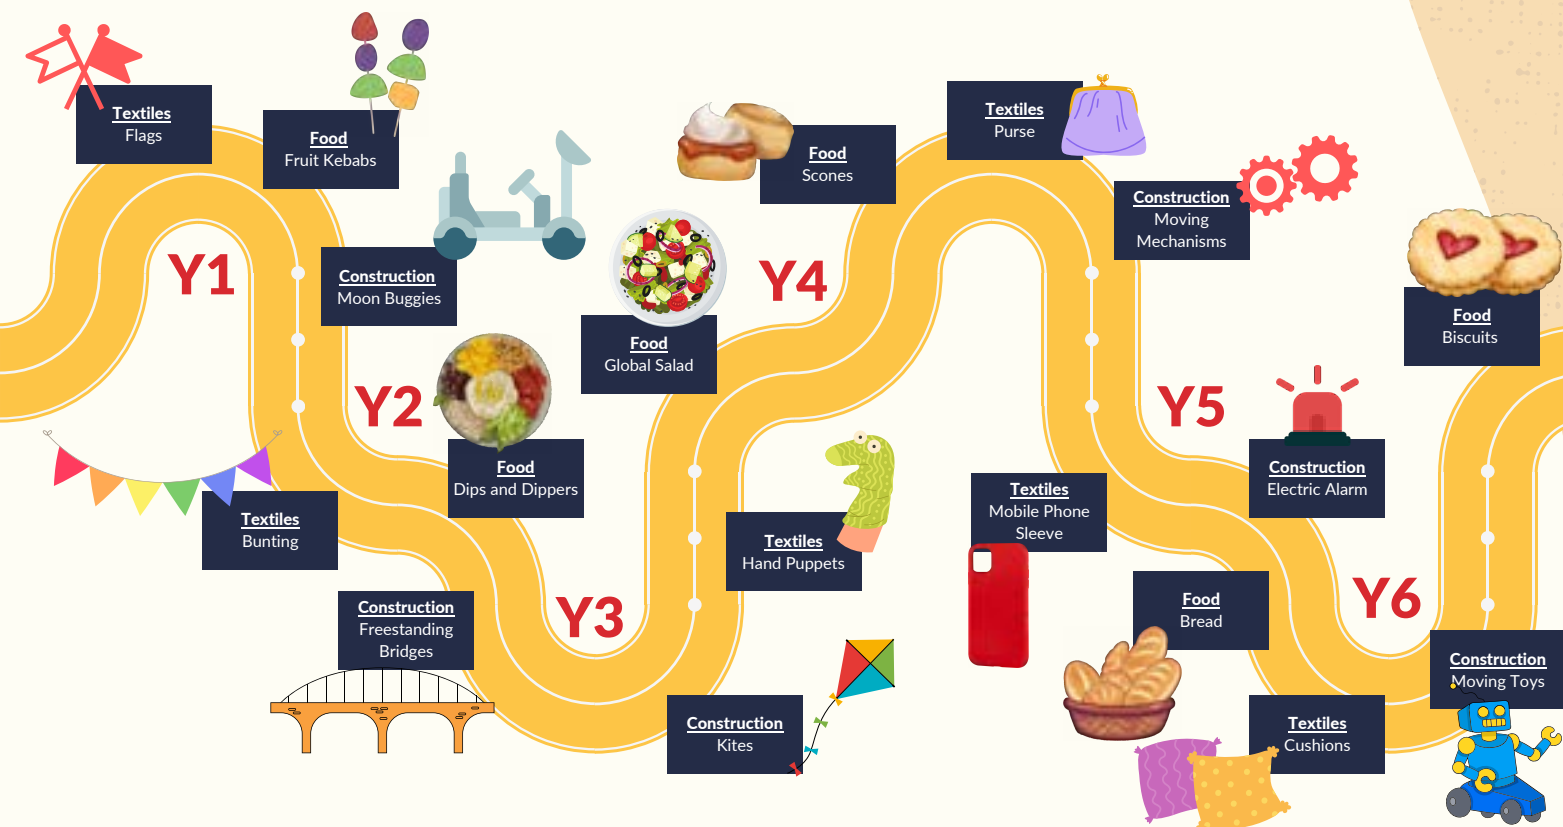 Textiles
Flags
Food
Fruit Kebabs
Y1
Construction
Moon Buggies
Textiles
Bunting
Y2
Food
Dips and Dippers
Construction
Freestanding
Bridges
Y3
Food
Global Salad
Construction
Kites
Textiles
Hand Puppets
Y4
Food
Scones
Textiles
Purse
Construction
Moving
Mechanisms
Y5
Textiles
Mobile Phone
Sleeve
Food
Bread
Construction
Electric Alarm
Y6
Textiles
Cushions
Construction
Moving Toys
Food
Biscuits